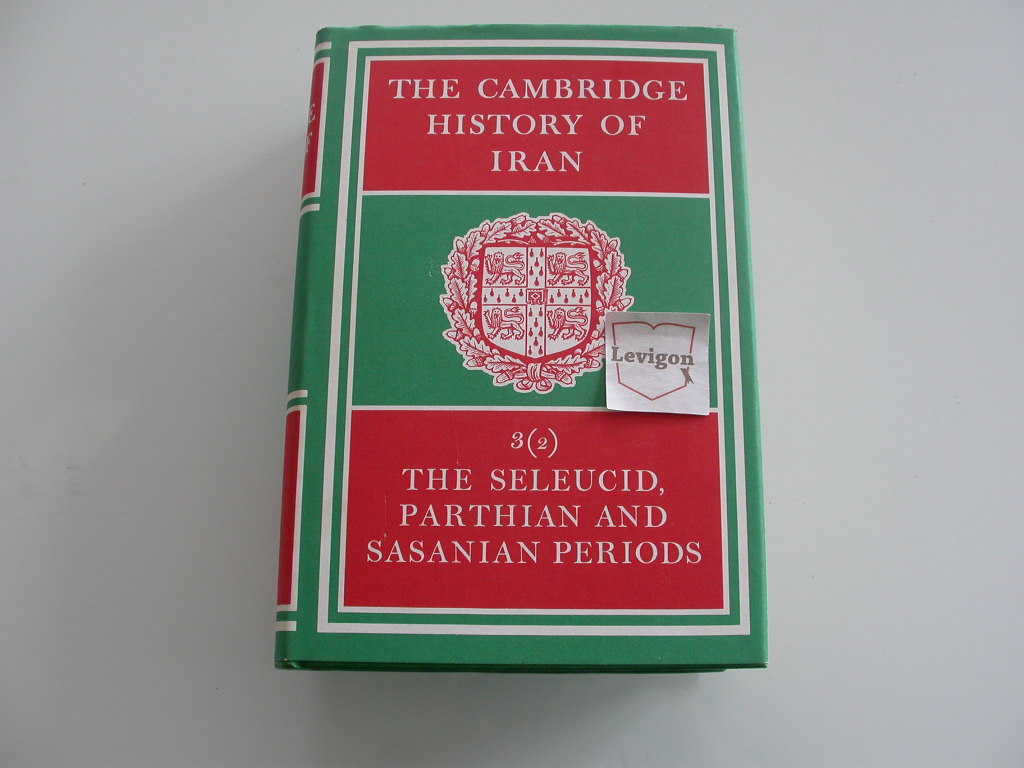 THE CAMBRIDGE
HISTORY OF
IRAN
Levigon
3(2)
THE SELEUCID,
PARTHIAN AND
SASANIAN PERIODS